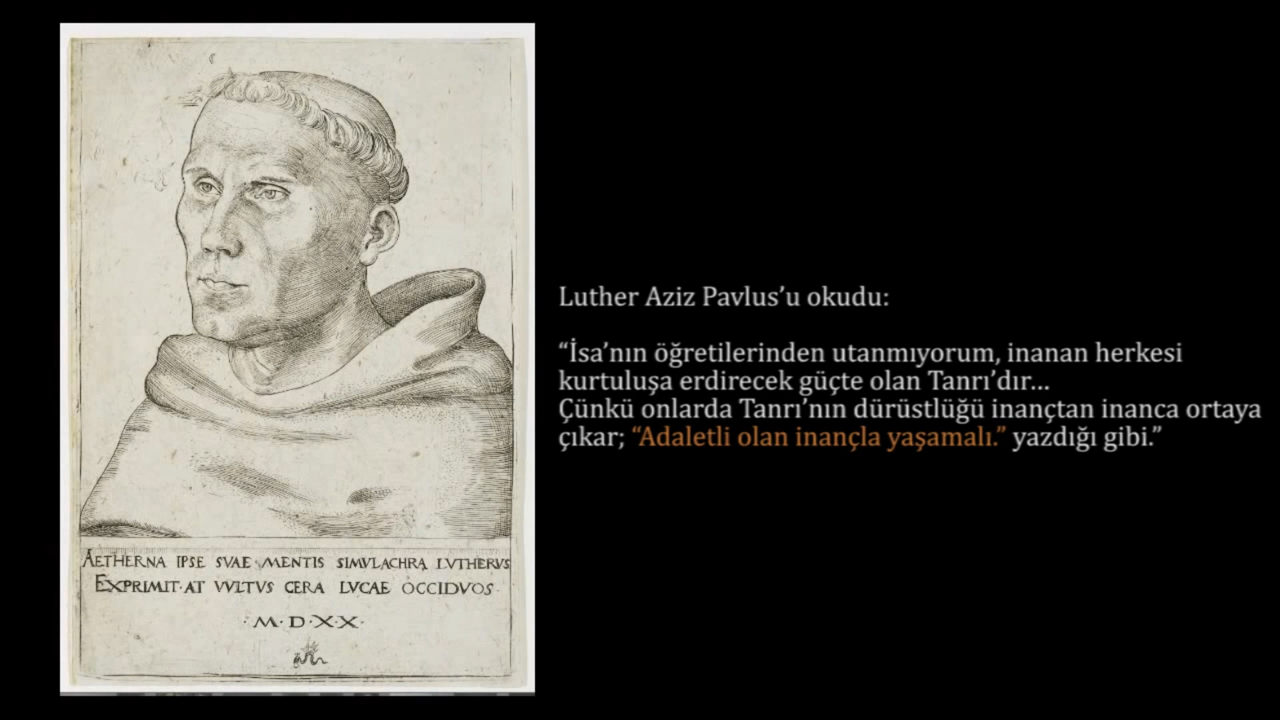 Luther Aziz Pavlus’u okudu:
“İsa’nın öğretilerinden utanmıyorum, inanan herkesi
kurtuluşa erdirecek güçte olan Tanrı’dır...
Çünkü onlarda Tanrı’nın dürüstlüğü inançtan inanca ortaya
çıkar; “Adaletli olan inançla yaşamalı.” yazdığı gibi.”
AETHERNA IPSE SVAE MENTIS SIMVLACHRA LVTHERVS
EXPRIMIT·AT VVLTVS CERA LVCAE OCCIDVOS·
·M·D·X·X·